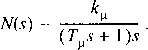 N(s) = k_μ / ((T_μ s + 1)s) .